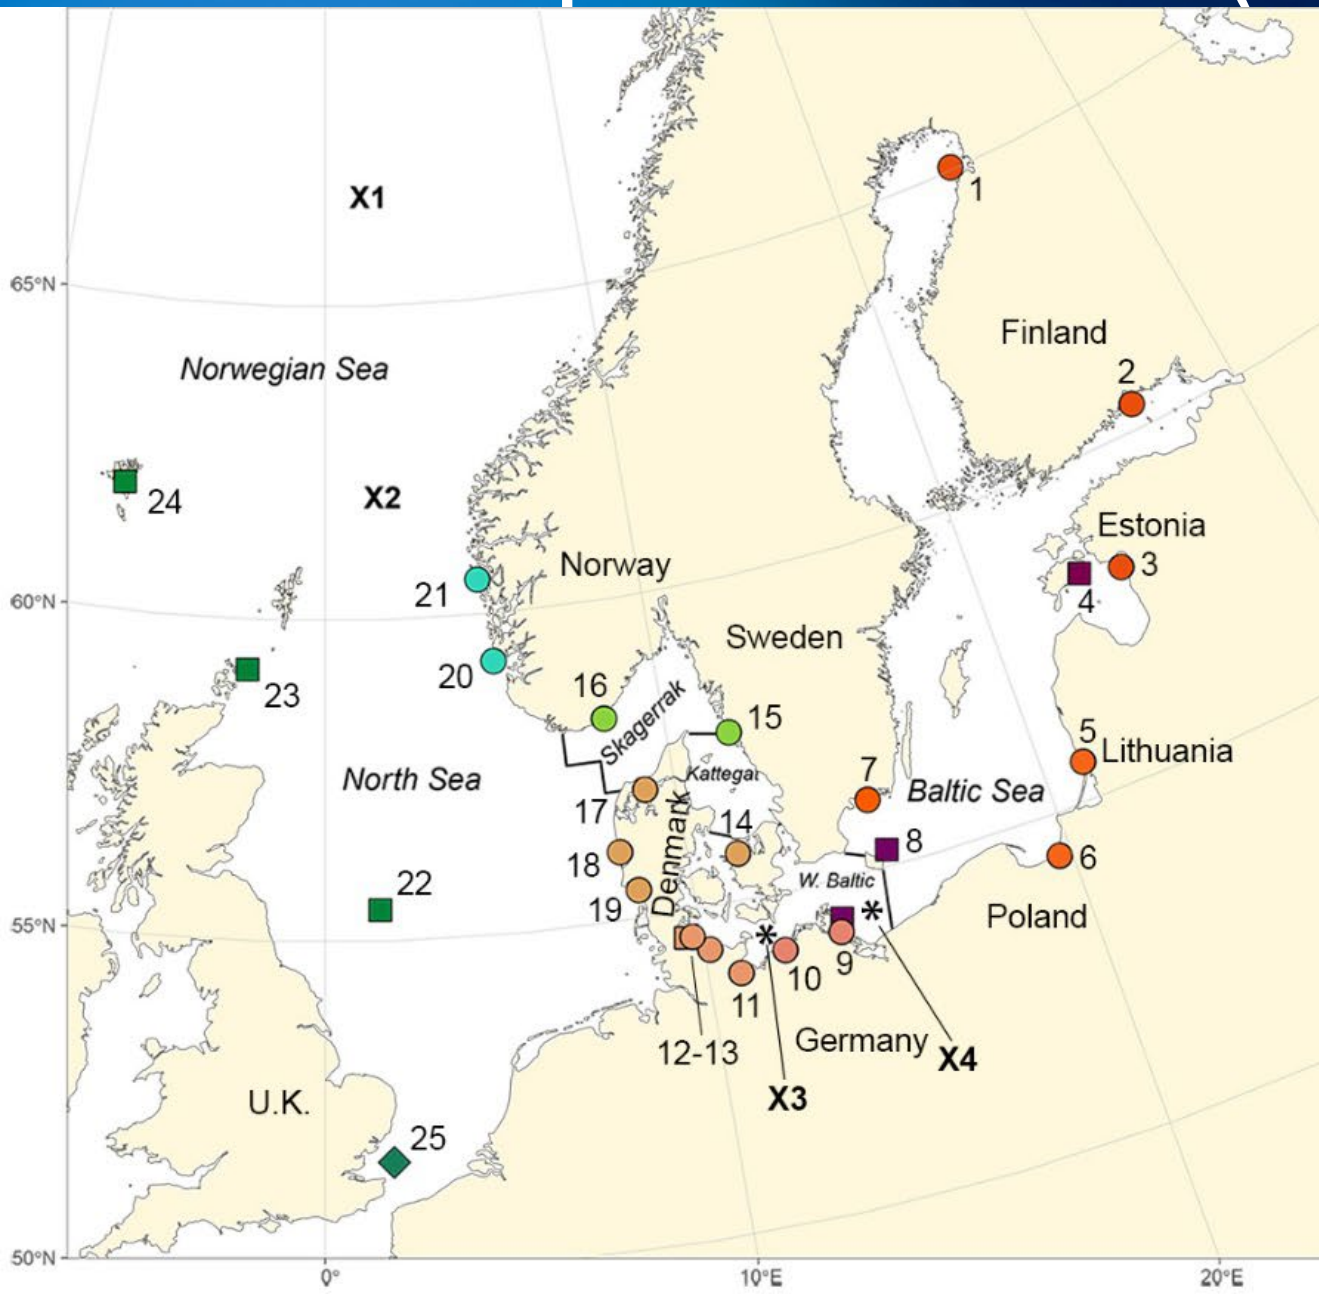 X1
1
65°N
Finland
Norwegian Sea
2
X2
24
Estonia
Norway
3
21
4
60°N
Sweden
20
16
23
15
Skagerrak
5
Lithuania
North Sea
Kattegat
7
Baltic Sea
17
14
8
18
Denmark
6
22
W. Baltic
19
Poland
55°N
9
10
11
12-13
Germany
X4
X3
U.K.
25
50°N
0°
10°E
20°E